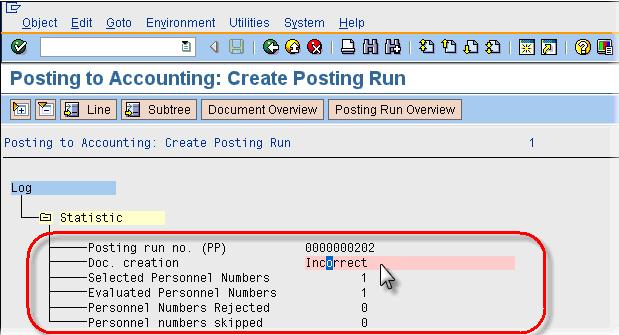 Object Edit Goto Environment Utilities System Help
Posting to Accounting: Create Posting Run
Line Subtree Document Overview Posting Run Overview
Posting to Accounting: Create Posting Run 1
Log
Statistic
Posting run no. (PP) 0000000202
Doc. creation Incorrect
Selected Personnel Numbers 1
Evaluated Personnel Numbers 1
Personnel Numbers Rejected 0
Personnel numbers skipped 0